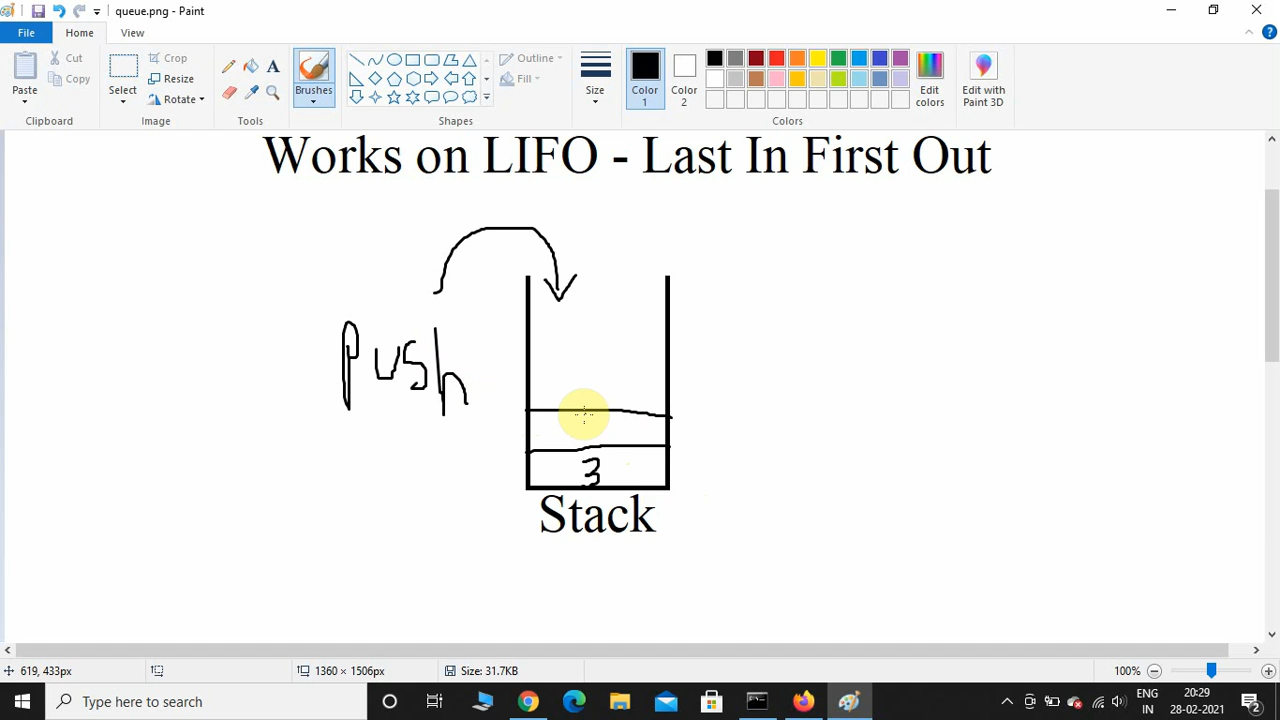 queue.png - Paint
File Home View
Paste Cut Copy Clipboard
Select Crop Resize Rotate Image
A Tools
Brushes
Outline Fill Shapes
Size
Color 1 Color 2 Edit colors Colors
Edit with Paint 3D
Works on LIFO - Last In First Out
Push
3
Stack
619, 433px 1360 × 1506px Size: 31.7KB 100%
Type here to search ENG IN 20:29 28-02-2021 2